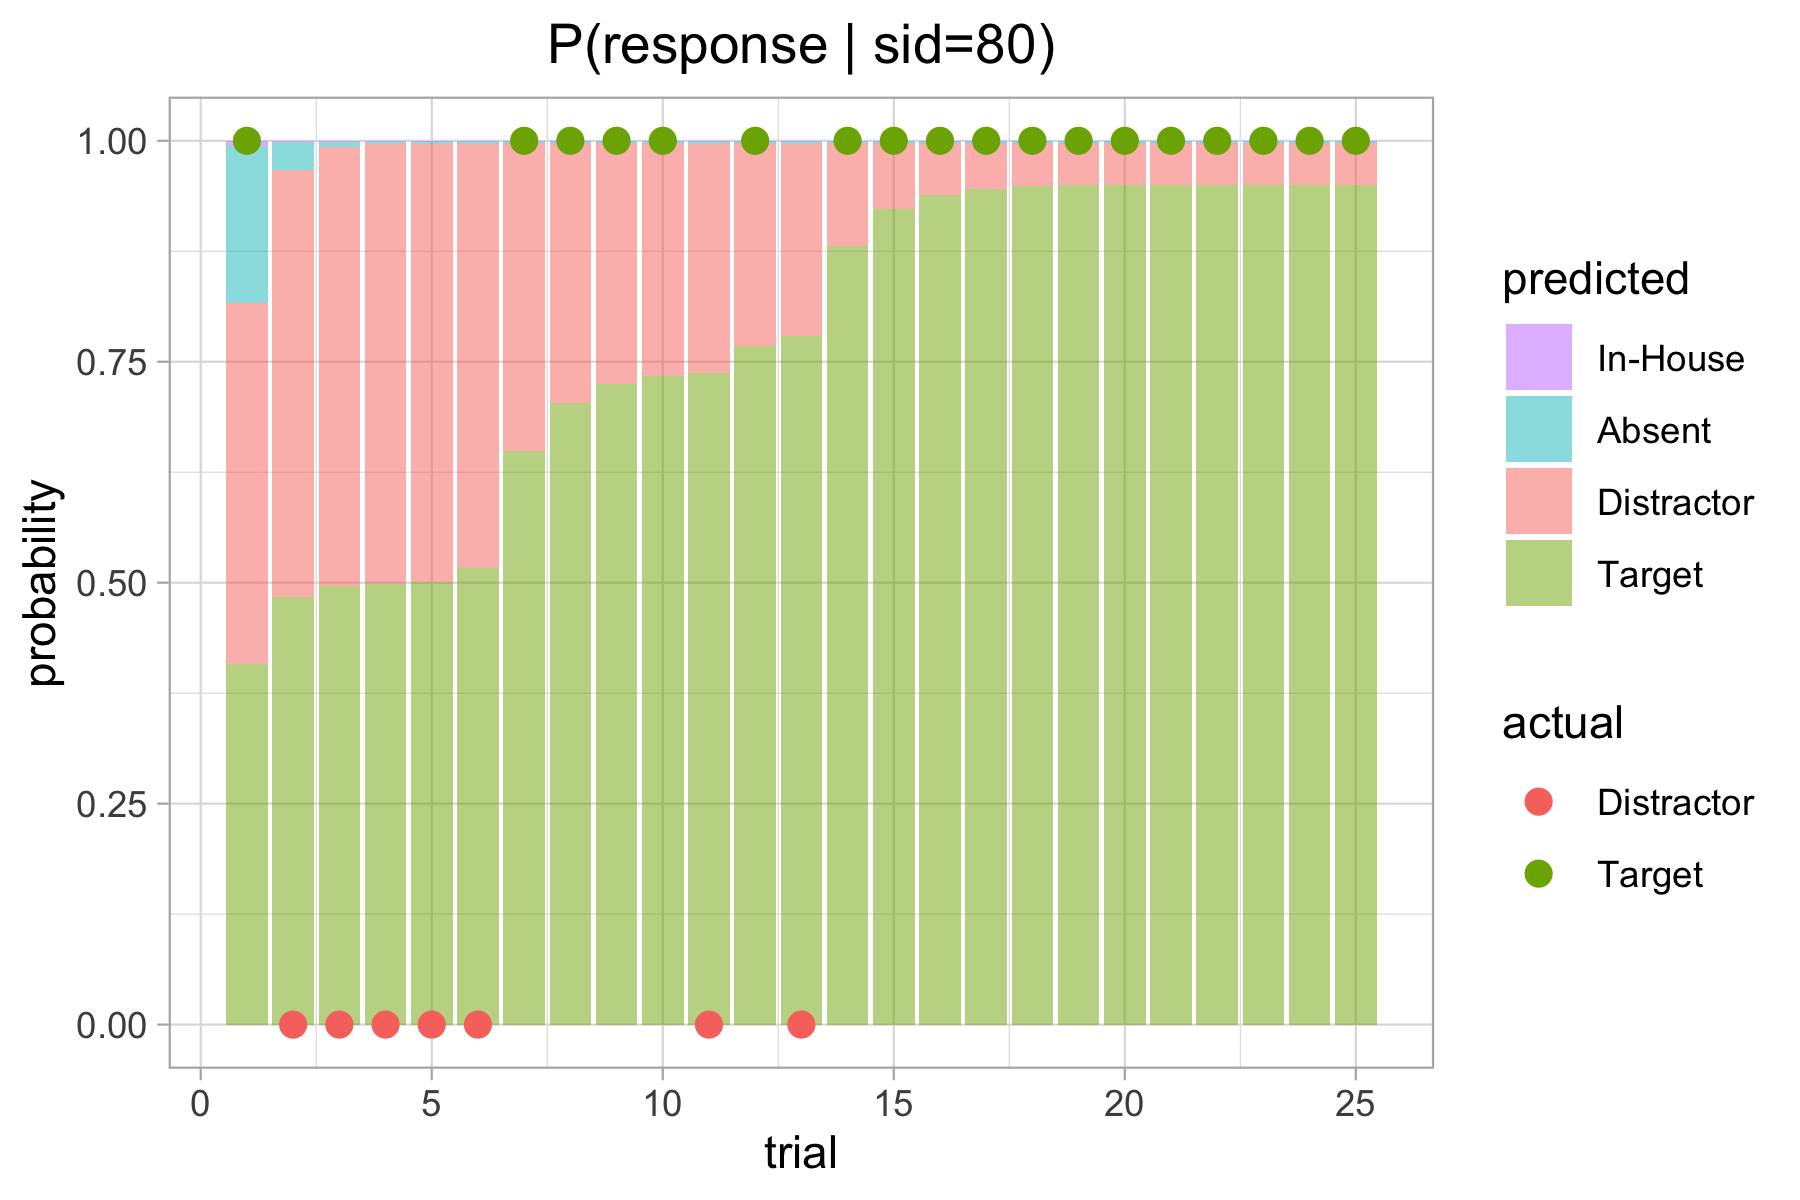 P(response | sid=80)
probability
1.00
0.75
0.50
0.25
0.00
0 5 10 15 20 25
trial
predicted
In-House
Absent
Distractor
Target
actual
Distractor
Target